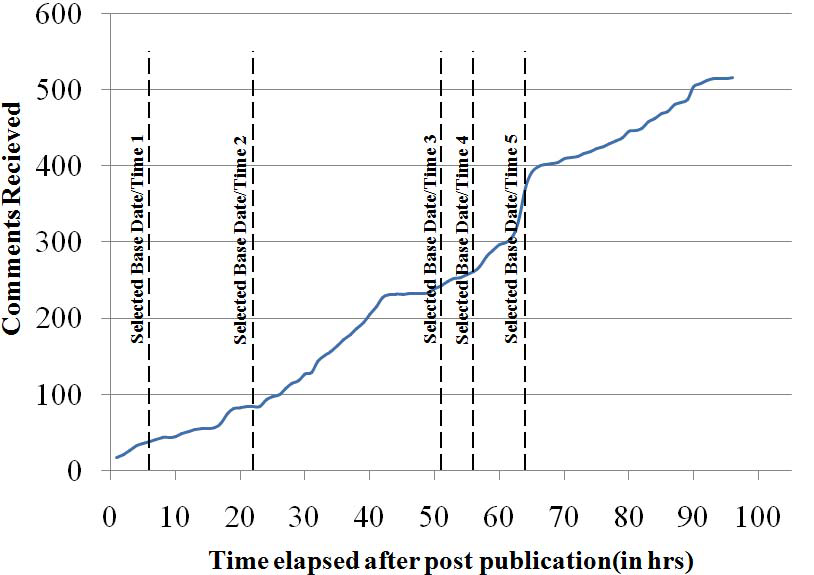 600
500
400
300
200
100
0
Comments Recieved
Selected Base Date/Time 1
Selected Base Date/Time 2
Selected Base Date/Time 3
Selected Base Date/Time 4
Selected Base Date/Time 5
0 10 20 30 40 50 60 70 80 90 100
Time elapsed after post publication(in hrs)